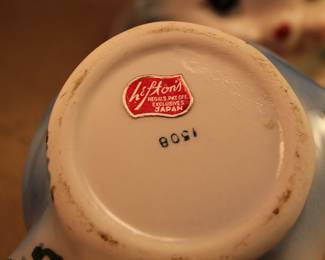 Lefton's
REG.U.S. PAT. OFF.
EXCLUSIVES
JAPAN
1508